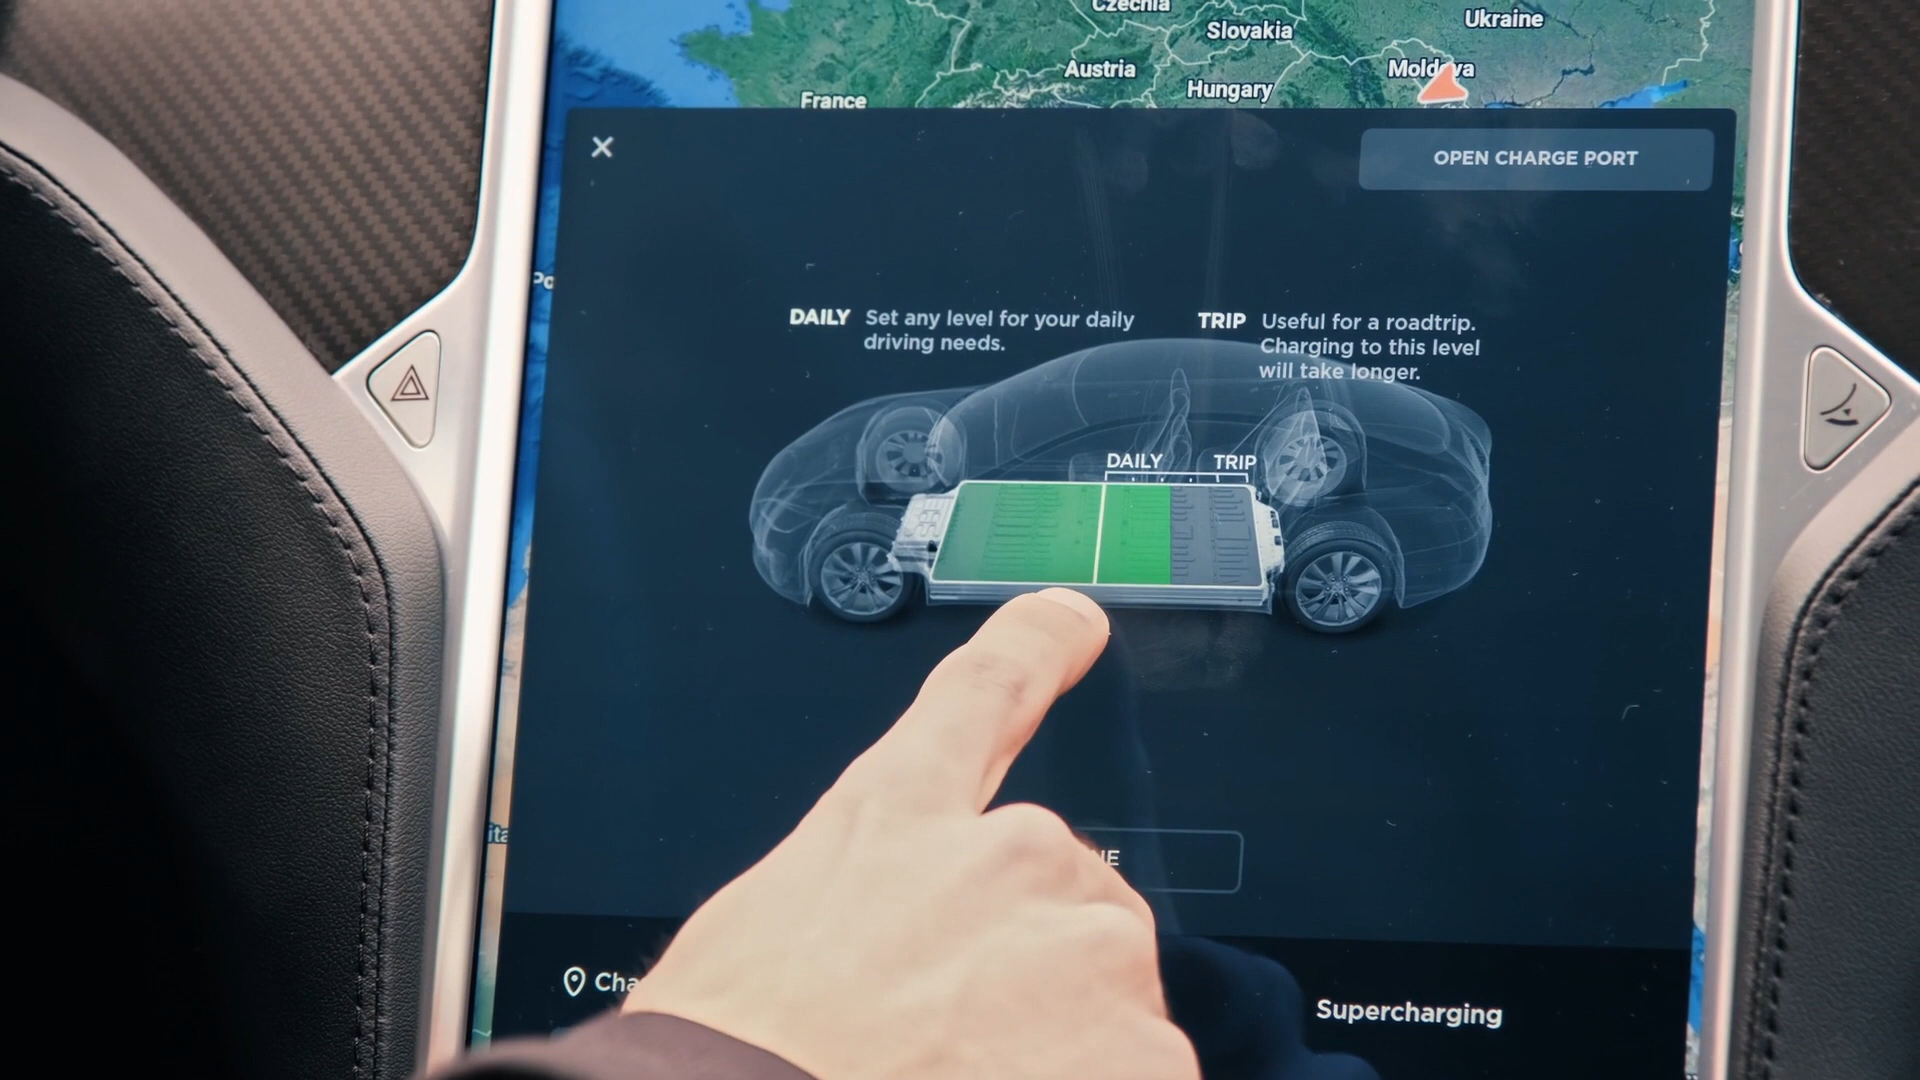 Czechia
Ukraine
Slovakia
Austria
Moldova
Hungary
France
OPEN CHARGE PORT
DAILY Set any level for your daily
driving needs.
TRIP Useful for a roadtrip.
Charging to this level
will take longer.
DAILY TRIP
Supercharging